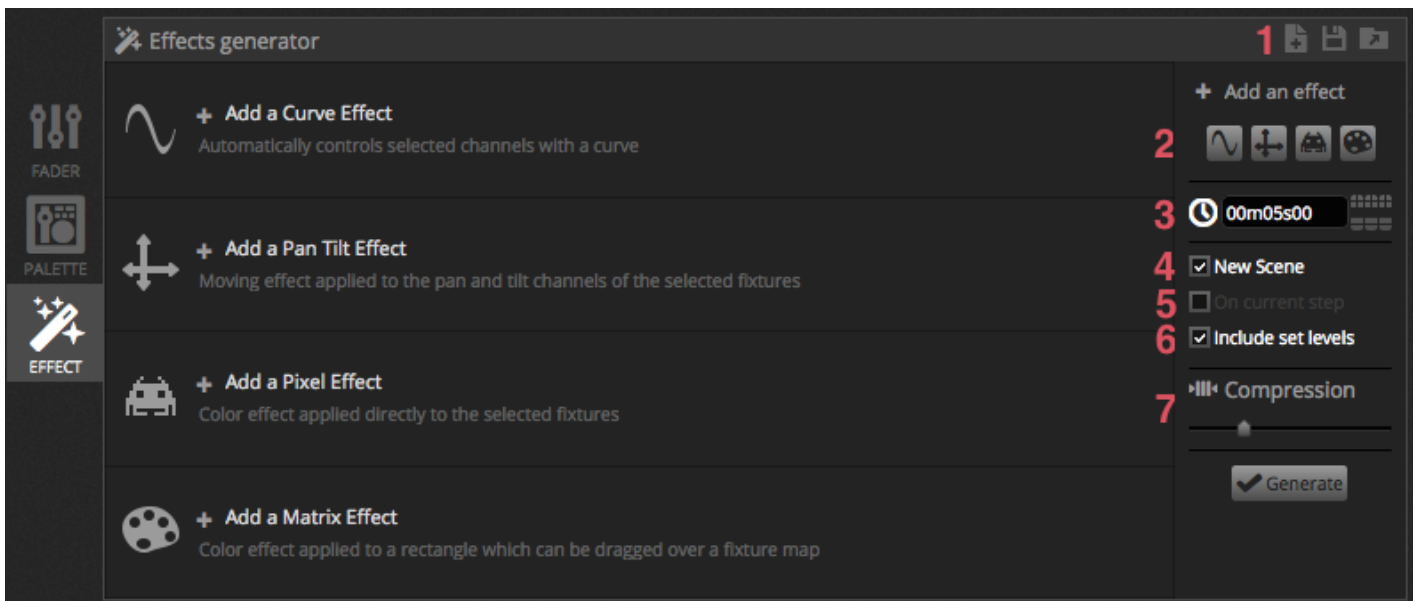 Effects generator
1
FADER
PALETTE
EFFECT
+ Add a Curve Effect
Automatically controls selected channels with a curve
+ Add a Pan Tilt Effect
Moving effect applied to the pan and tilt channels of the selected fixtures
+ Add a Pixel Effect
Color effect applied directly to the selected fixtures
+ Add a Matrix Effect
Color effect applied to a rectangle which can be dragged over a fixture map
+ Add an effect
2
3 00m05s00
4 New Scene
5 On current step
6 Include set levels
7 Compression
Generate